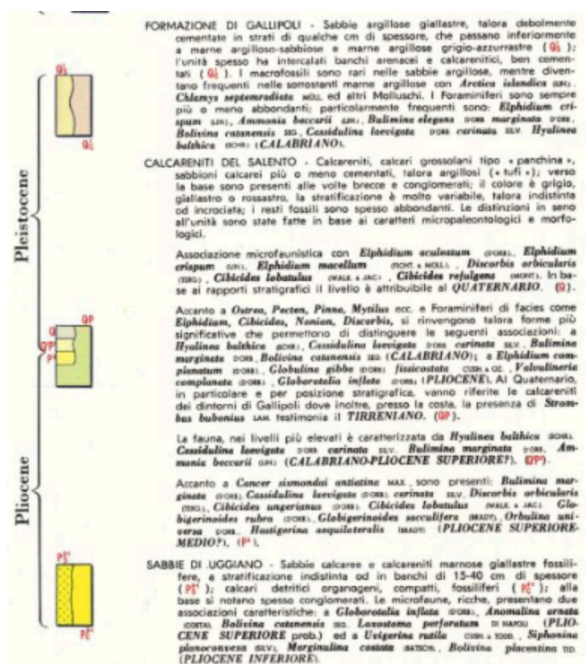 FORMAZIONE DI GALLIPOLI - Sabbie argillose giallastre, talora debolmente
cementate in strati di qualche cm di spessore, che passano inferiormente
a marne argilloso-sabbiose e marne argillose grigio-azzurrastre (Q¹₂);
l'unità spesso ha intercalati banchi arenacei e calcarenitici, ben cemen-
tati (Q¹₂). I macrofossili sono rari nelle sabbie argillose, mentre diven-
tano frequenti nelle sottostanti marne argillose con Arctica islandica (LIN.),
Chlamys septemradiata MÜLL. ed altri Molluschi. I Foraminiferi sono sempre
più o meno abbondanti; particolarmente frequenti sono: Elphidium cri-
spum (LIN.), Ammonia beccarii (LIN.), Bulimina elegans D'ORB. marginata D'ORB.,
Bolivina catanensis SEG., Cassidulina laevigata D'ORB. carinata SILV. Hyalinea
balthica (SCHR.) (CALABRIANO).
CALCARENITI DEL SALENTO - Calcareniti, calcari grossolani tipo « panchina »,
sabbioni calcarei più o meno cementati, talora argillosi (« tufi »); verso
la base sono presenti alle volte brecce e conglomerati; il colore è grigio,
giallastro o rossastro, la stratificazione è molto variabile, talora indistinta
od incrociata; i resti fossili sono spesso abbondanti. Le distinzioni in seno
all'unità sono state fatte in base ai caratteri micropaleontologici e morfo-
logici.
Associazione microfaunistica con Elphidium aculeatum (D'ORB.), Elphidium
crispum (LIN.), Elphidium macellum (FICHT. e MOLL.), Discorbis orbicularis
(TERQ.), Cibicides lobatulus (WALK. e JAC.), Cibicides refulgens (MONTF.). In ba-
se ai rapporti stratigrafici il livello è attribuibile al QUATERNARIO. (Q).
Accanto a Ostrea, Pecten, Pinna, Mytilus ecc. e Foraminiferi di facies come
Elphidium, Cibicides, Nonion, Discorbis, si rinvengono talora forme più
significative che permettono di distinguere le seguenti associazioni: a
Hyalinea balthica (SCHR.), Cassidulina laevigata D'ORB. carinata SILV., Bulimina
marginata D'ORB., Bolivina catanensis SEG. (CALABRIANO); a Elphidium com-
planatum (D'ORB.), Globulina gibba (D'ORB.) fissicostata CUSH. e OZ., Valvulineria
complanata (D'ORB.), Globorotalia inflata (D'ORB.) (PLIOCENE). Al Quaternario,
in particolare e per posizione stratigrafica, vanno riferite le calcareniti
dei dintorni di Gallipoli dove inoltre, presso la costa, la presenza di Strom-
bus bubonius LAM. testimonia il TIRRENIANO. (QP).
La fauna, nei livelli più elevati è caratterizzata da Hyalinea balthica (SCHR.)
Cassidulina laevigata D'ORB. carinata SILV. Bulimina marginata D'ORB., Am-
monia beccarii (LIN.) (CALABRIANO-PLIOCENE SUPERIORE?). (Q¹P³).
Accanto a Cancer sismondai antiatina MAX. sono presenti: Bulimina mar-
ginata (D'ORB.) Cassidulina laevigata (D'ORB.) carinata SILV. Discorbis orbicularis
(TERQ.), Cibicides ungerianus (D'ORB.) Cibicides lobatulus (WALK. e JAC.) Glo-
bigerinoides rubra (D'ORB.), Globigerinoides sacculifera (BRADY), Orbulina uni-
versa D'ORB. Hastigerina aequilateralis (BRADY) (PLIOCENE SUPERIORE-
MEDIO?). (P³).
SABBIE DI UGGIANO - Sabbie calcaree e calcareniti marnose giallastre fossili-
fere, a stratificazione indistinta od in banchi di 15-40 cm di spessore
calcari detritici organogeni, compatti, fossiliferi; alla
base si notano spesso conglomerati. Le microfaune, ricche, presentano due
associazioni caratteristiche: a Globorotalia inflata (D'ORB.), Anomalina ornata
(COSTA), Bolivina catanensis SEG. Loxostoma perforatum DI NAPOLI (PLIO-
CENE SUPERIORE prob.) ed a Uvigerina rutila CUSH. e TODD., Siphonina
planoconvexa (SILV.), Marginulina costata (BATSCH.), Bolivina placentina TED.
(PLIOCENE INFERIORE).
Pleistocene
Pliocene